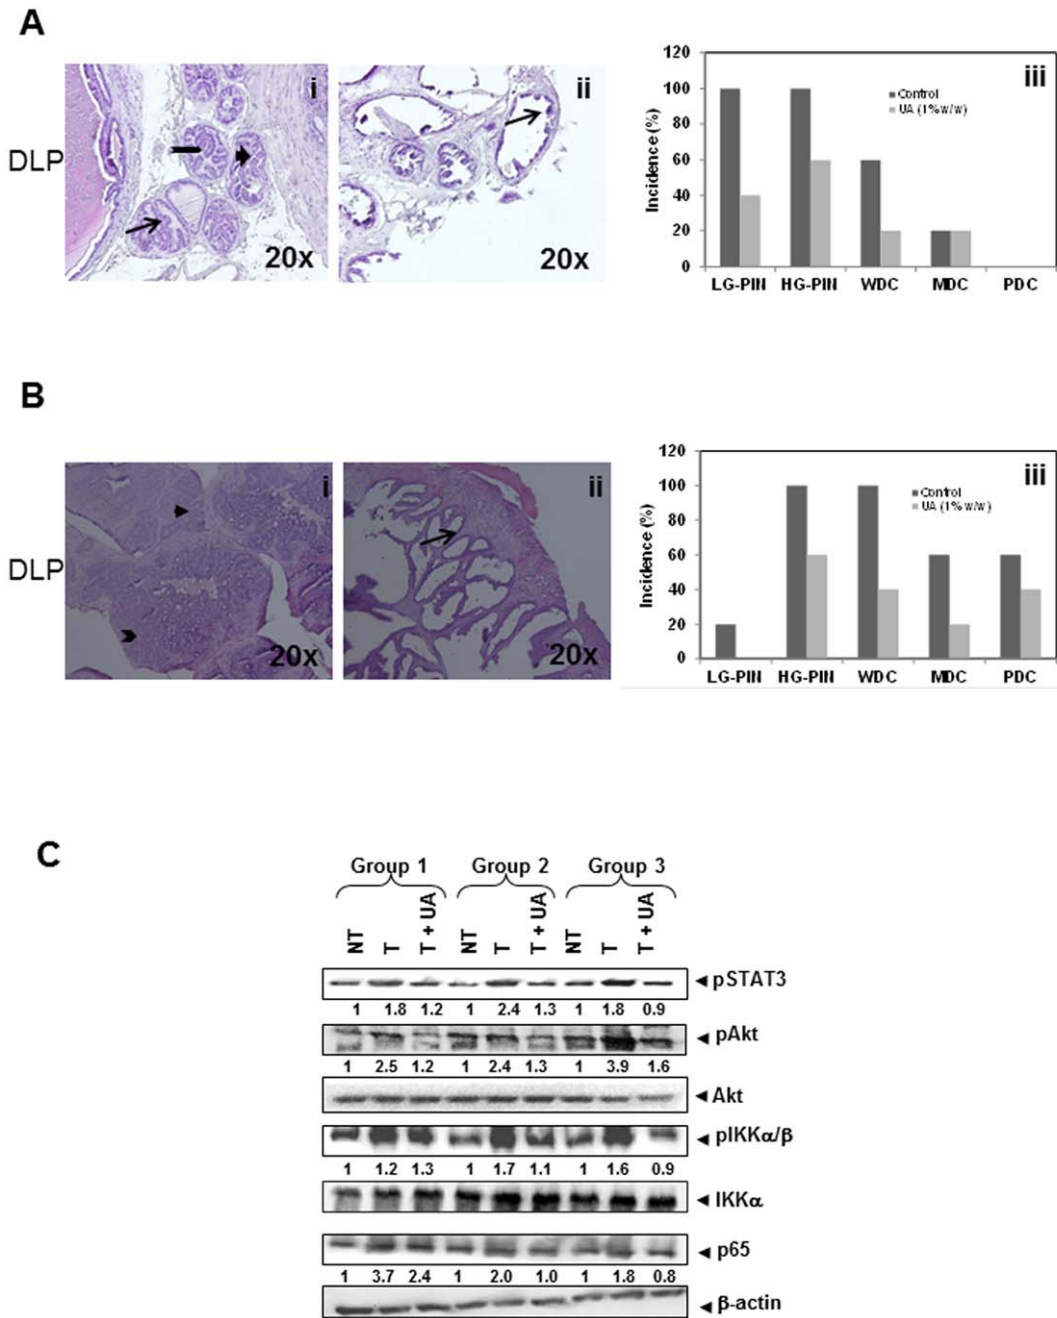 A
DLP
i
20x
ii
20x
iii
120
100
80
60
40
20
0
Incidence (%)
Control
UA (1% w/w)
LG-PIN HG-PIN WDC MDC PDC
B
DLP
i
20x
ii
20x
iii
120
100
80
60
40
20
0
Incidence (%)
Control
UA (1% w/w)
LG-PIN HG-PIN WDC MDC PDC
C
Group 1 Group 2 Group 3
NT T T + UA NT T T + UA NT T T + UA
pSTAT3
1 1.8 1.2 1 2.4 1.3 1 1.8 0.9
pAkt
1 2.5 1.2 1 2.4 1.3 1 3.9 1.6
Akt
pIKKα/β
1 1.2 1.3 1 1.7 1.1 1 1.6 0.9
IKKα
p65
1 3.7 2.4 1 2.0 1.0 1 1.8 0.8
β-actin